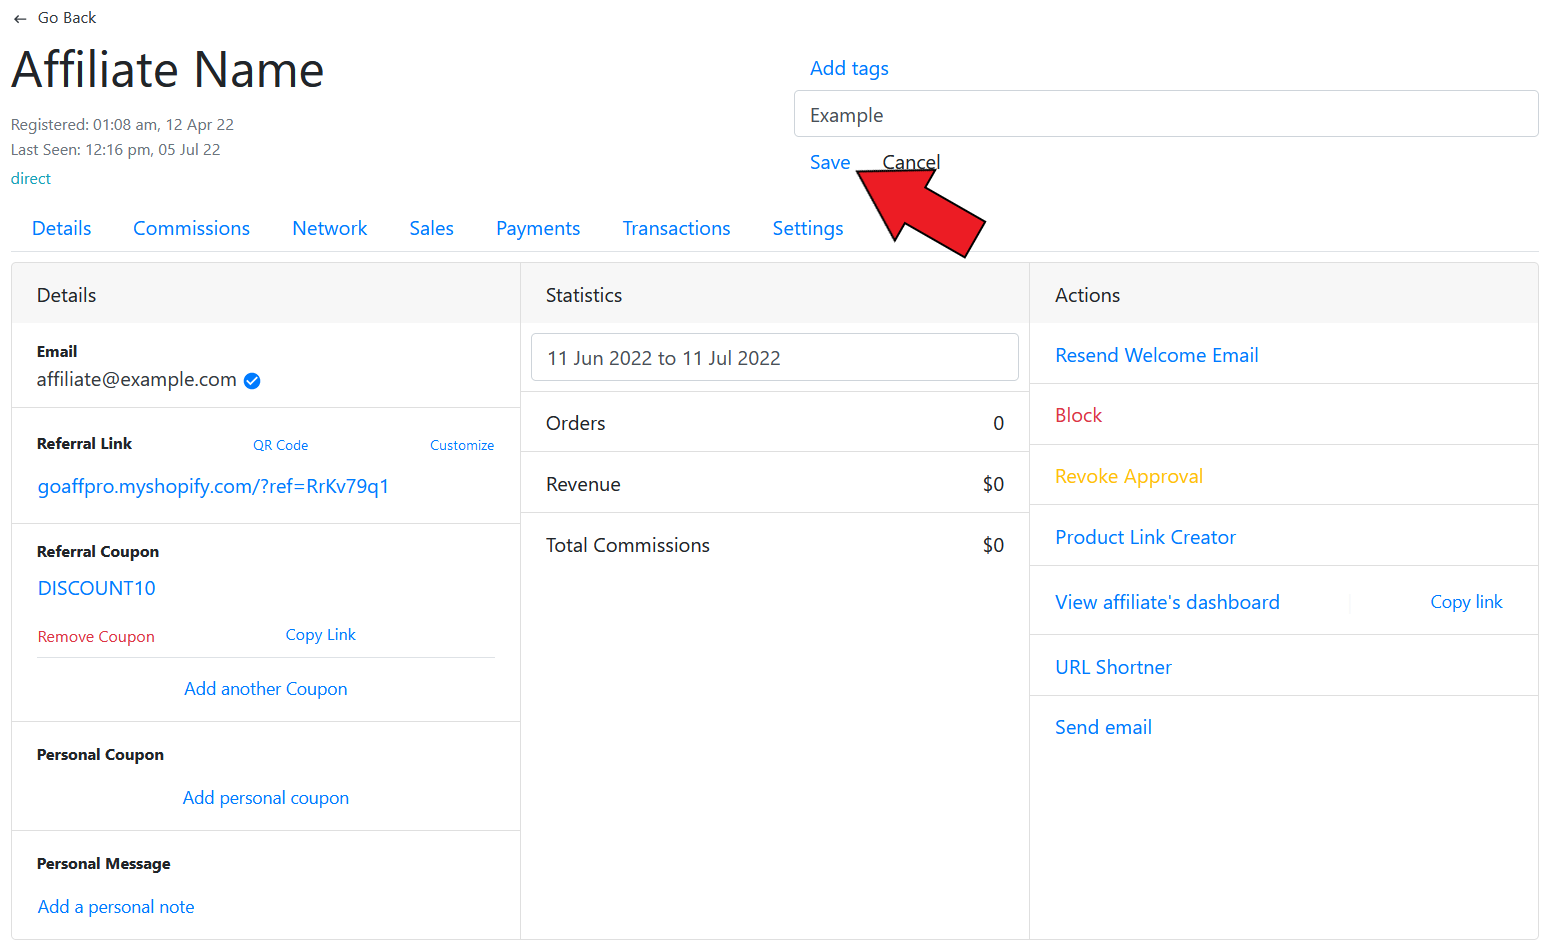 ← Go Back
Affiliate Name
Registered: 01:08 am, 12 Apr 22
Last Seen: 12:16 pm, 05 Jul 22
direct
Add tags
Example
Save Cancel
Details Commissions Network Sales Payments Transactions Settings
Details
Email
affiliate@example.com
Referral Link QR Code Customize
goaffpro.myshopify.com/?ref=RrKv79q1
Referral Coupon
DISCOUNT10
Remove Coupon Copy Link
Add another Coupon
Personal Coupon
Add personal coupon
Personal Message
Add a personal note
Statistics
11 Jun 2022 to 11 Jul 2022
Orders 0
Revenue $0
Total Commissions $0
Actions
Resend Welcome Email
Block
Revoke Approval
Product Link Creator
View affiliate's dashboard Copy link
URL Shortner
Send email